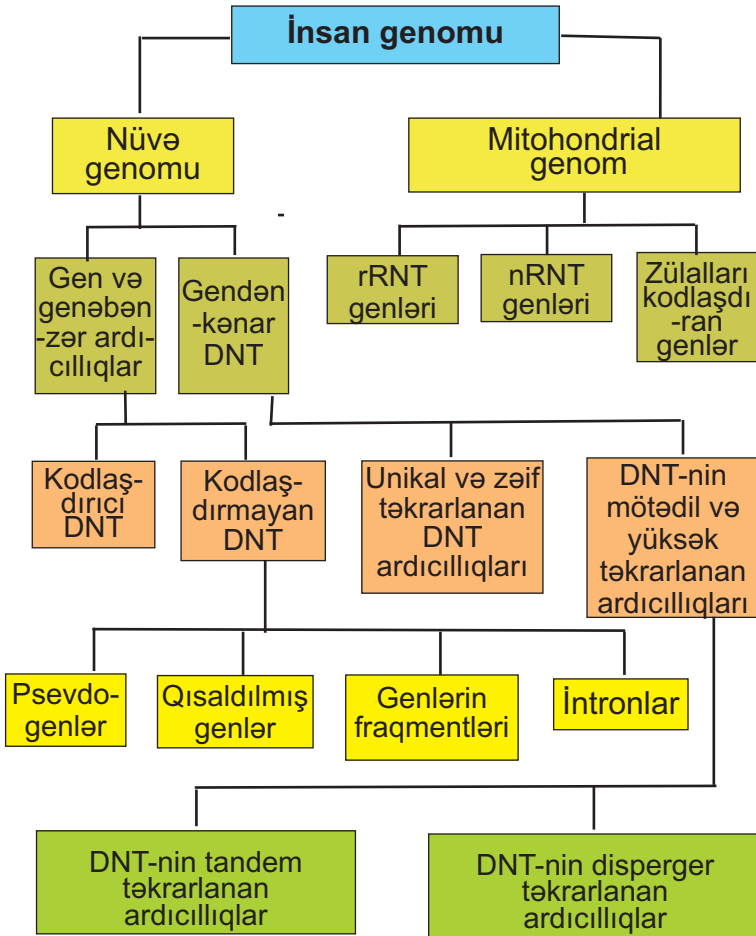 İnsan genomu
Nüvə
genomu
Mitohondrial
genom
Gen və
genəbən
-zər ardı-
cıllıqlar
Gendən
-kənar
DNT
rRNT
genləri
nRNT
genləri
Zülalları
kodlaşdı
-ran
genlər
Kodlaş-
dırıcı
DNT
Kodlaş-
dırmayan
DNT
Unikal və zəif
təkrarlanan
DNT
ardıcıllıqları
DNT-nin
mötədil və
yüksək
təkrarlanan
ardıcıllıqları
Psevdo-
genlər
Qısaldılmış
genlər
Genlərin
fraqmentləri
İntronlar
DNT-nin tandem
təkrarlanan
ardıcıllıqlar
DNT-nin disperger
təkrarlanan
ardıcıllıqlar